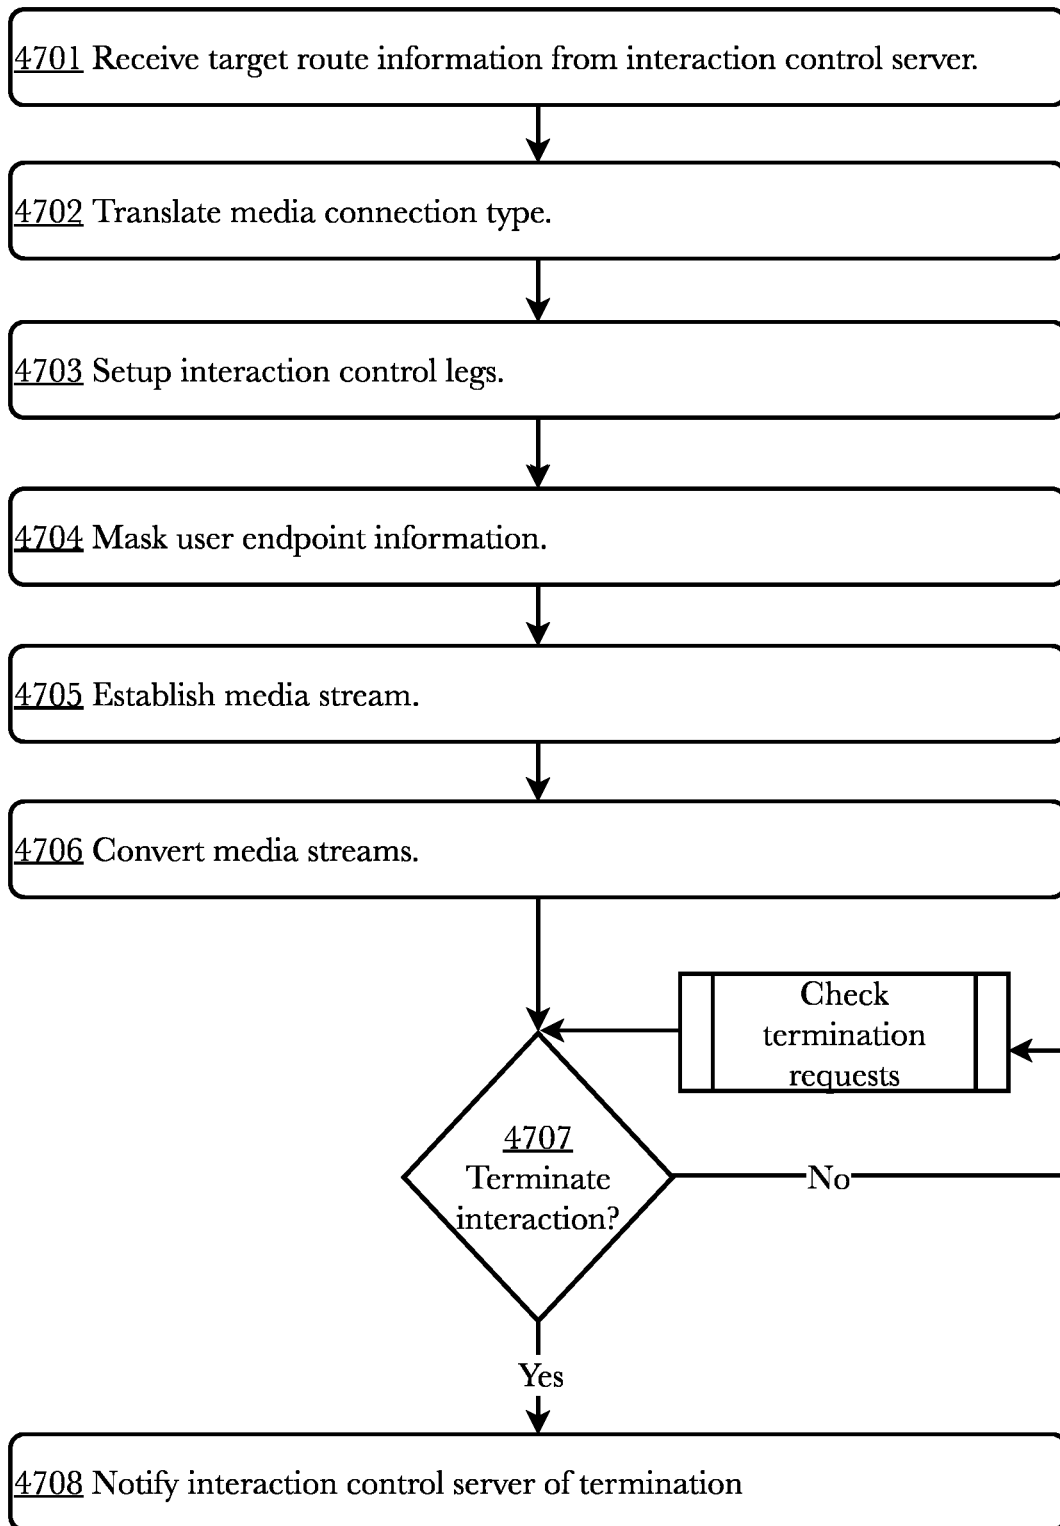 4701 Receive target route information from interaction control server.
4702 Translate media connection type.
4703 Setup interaction control legs.
4704 Mask user endpoint information.
4705 Establish media stream.
4706 Convert media streams.
Check
termination
requests
4707
Terminate
interaction?
No
Yes
4708 Notify interaction control server of termination